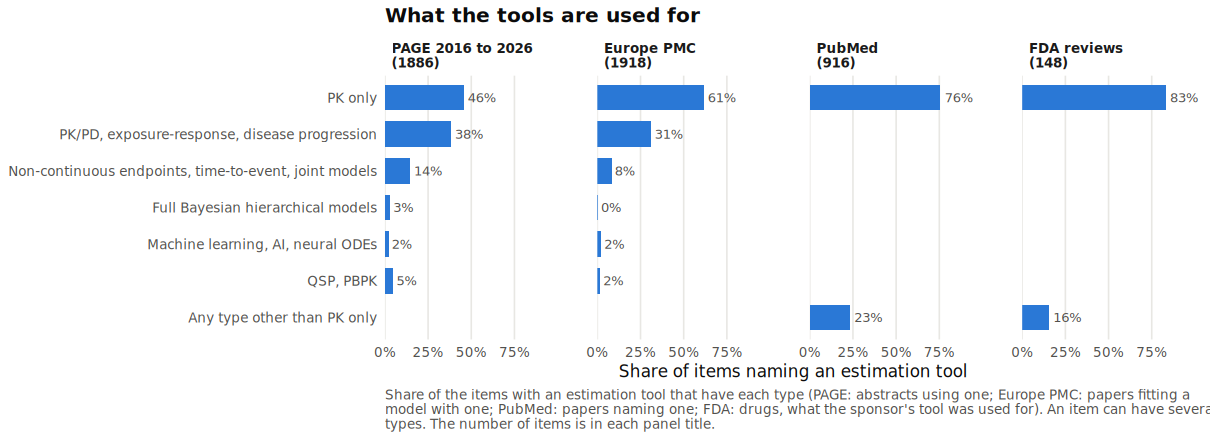 What the tools are used for
PAGE 2016 to 2026
(1886)
Europe PMC
(1918)
PubMed
(916)
FDA reviews
(148)
PK only
46%
61%
76%
83%
PK/PD, exposure-response, disease progression
38%
31%
Non-continuous endpoints, time-to-event, joint models
14%
8%
Full Bayesian hierarchical models
3%
0%
Machine learning, AI, neural ODEs
2%
2%
QSP, PBPK
5%
2%
Any type other than PK only
23%
16%
0% 25% 50% 75%
0% 25% 50% 75%
0% 25% 50% 75%
0% 25% 50% 75%
Share of items naming an estimation tool
Share of the items with an estimation tool that have each type (PAGE: abstracts using one; Europe PMC: papers fitting a
model with one; PubMed: papers naming one; FDA: drugs, what the sponsor's tool was used for). An item can have severa
types. The number of items is in each panel title.